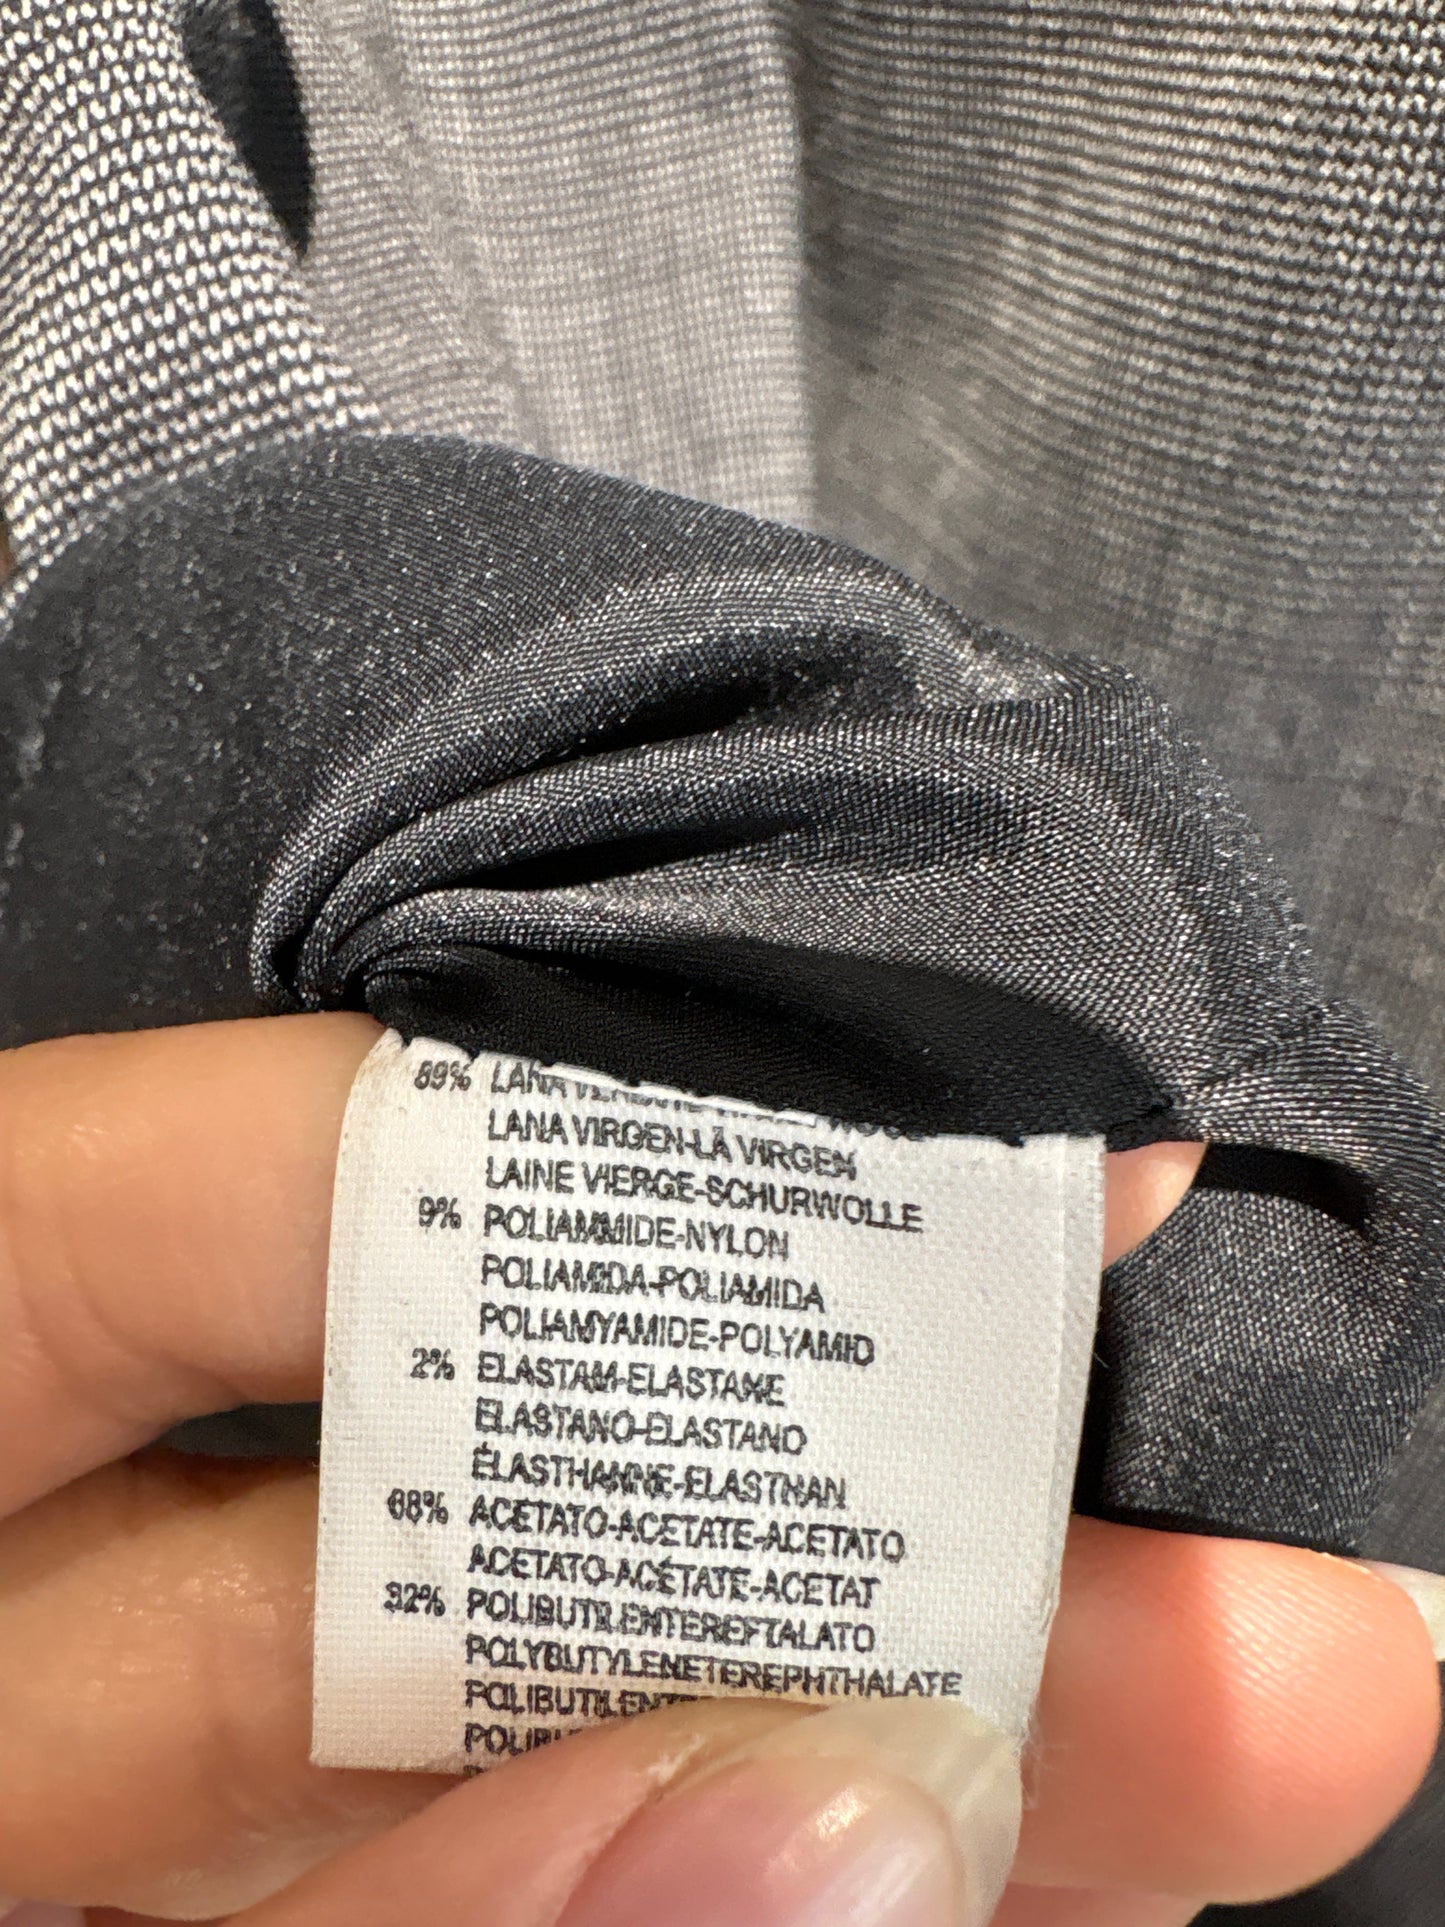 89% LANA
LANA VIRGEN-LÃ VIRGEM
LAINE VIERGE-SCHURWOLLE
9% POLIAMMIDE-NYLON
POLIAMIDA-POLIAMIDA
POLIAMYAMIDE-POLYAMID
2% ELASTAM-ELASTANE
ELASTANO-ELASTANO
ÉLASTHANNE-ELASTHAN
68% ACETATO-ACETATE-ACETATO
ACETATO-ACÉTATE-ACETAT
32% POLIBUTILENTEREFTALATO
POLYBUTYLENETEREPHTHALATE